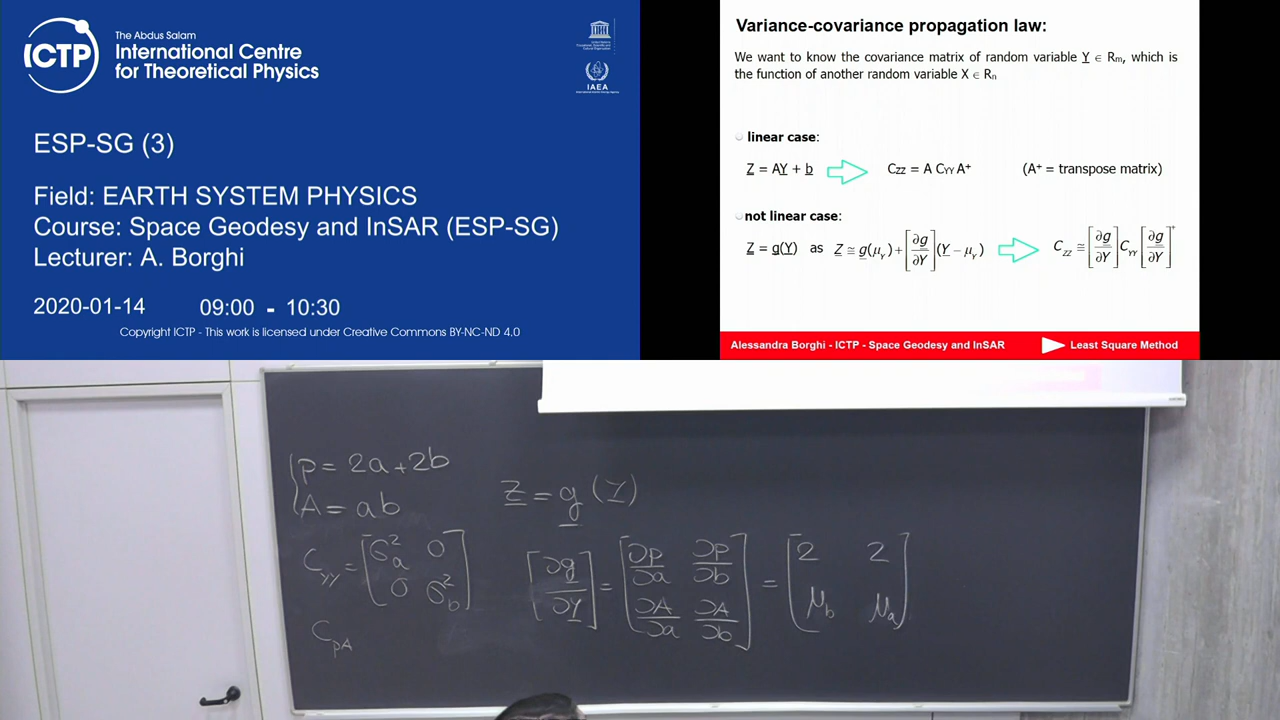 ICTP
The Abdus Salam
International Centre
for Theoretical Physics
IAEA
ESP-SG (3)
Field: EARTH SYSTEM PHYSICS
Course: Space Geodesy and InSAR (ESP-SG)
Lecturer: A. Borghi
2020-01-14 09:00 - 10:30
Copyright ICTP - This work is licensed under Creative Commons BY-NC-ND 4.0
Variance-covariance propagation law:
We want to know the covariance matrix of random variable Y ∈ Rm, which is
the function of another random variable X ∈ Rn
linear case:
Z = AY + b ⇒ Czz = A CYY A⁺ (A⁺ = transpose matrix)
not linear case:
Z = g(Y) as Z ≅ g(μY) + [∂g/∂Y] (Y − μY) ⇒ CZZ ≅ [∂g/∂Y] CYY [∂g/∂Y]⁺
Alessandra Borghi - ICTP - Space Geodesy and InSAR Least Square Method
p = 2a + 2b
A = ab
Z = g (Y)
CYY = [σa² 0
0 σb²]
[∂g/∂Y] = [∂p/∂a ∂p/∂b
∂A/∂a ∂A/∂b] = [2 2
μb μa]
CpA